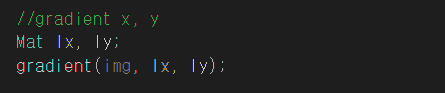 //gradient x, y
Mat Ix, Iy;
gradient(img, Ix, Iy);